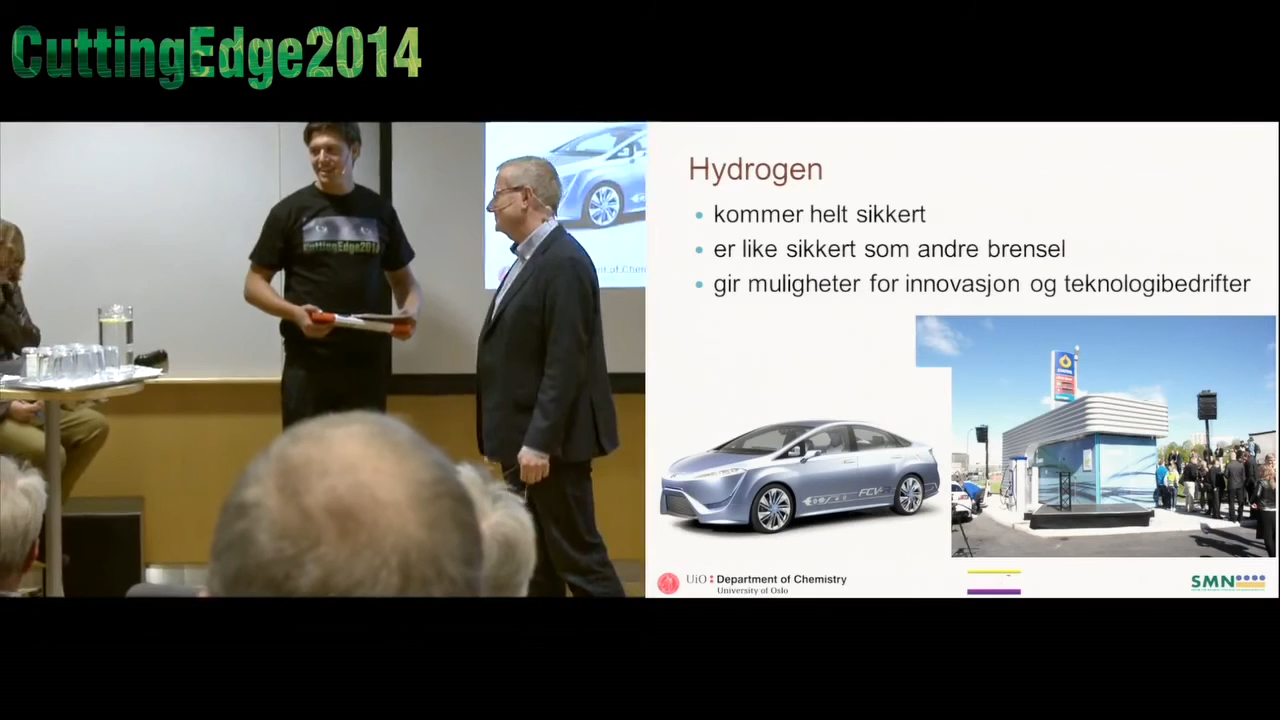 CuttingEdge2014
CuttingEdge2014
Hydrogen
• kommer helt sikkert
• er like sikkert som andre brensel
• gir muligheter for innovasjon og teknologibedrifter
FCV-R
UiO: Department of Chemistry
University of Oslo
SMN